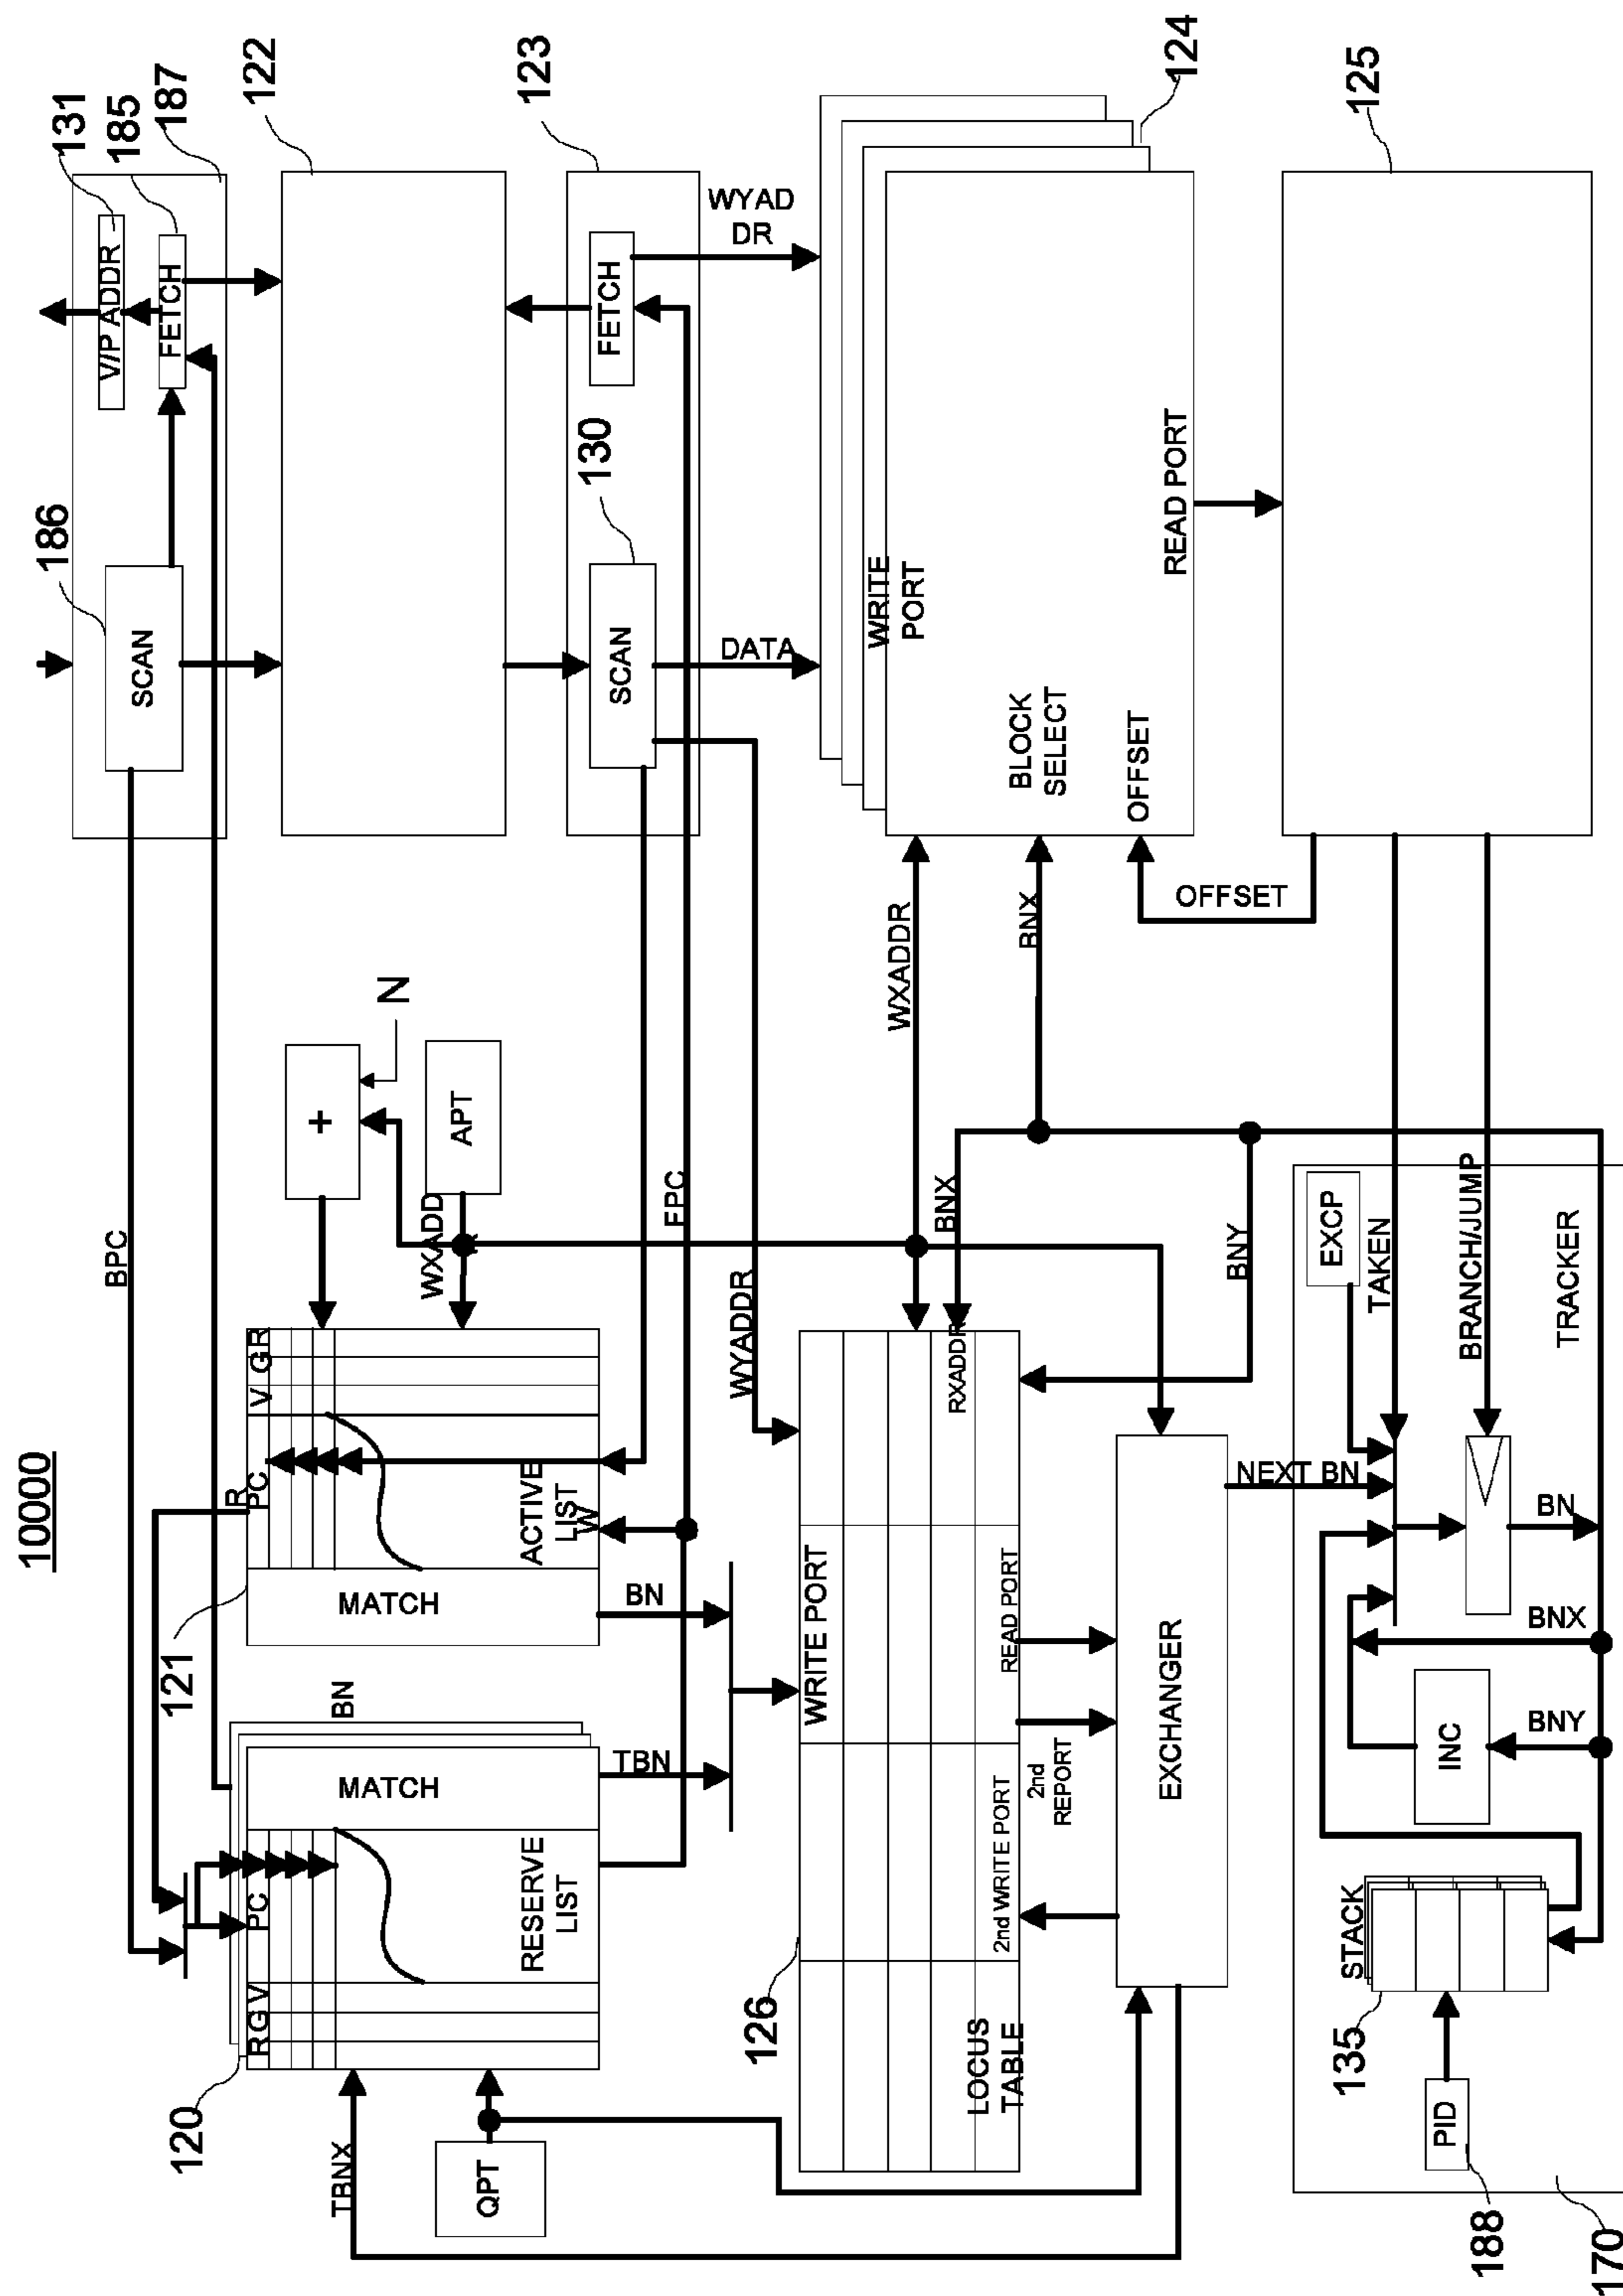 10000
131
185
187
122
123
124
125
186
130
V/P ADDR
FETCH
SCAN
FETCH
SCAN
WYAD
DR
DATA
WRITE
PORT
BLOCK
SELECT
OFFSET
READ PORT
OFFSET
WXADDR
BNX
N
+
APT
WXADD
BPC
FPC
WYADDR
BNX
BNY
R
PC
V
G
R
ACTIVE
LIST
W
MATCH
121
BN
BN
TBN
MATCH
PC
RESERVE
LIST
R
G
V
120
TBNX
QPT
126
WRITE PORT
RXADDR
READ PORT
2nd WRITE PORT
2nd
REPORT
LOCUS
TABLE
EXCHANGER
NEXT BN
EXCP
TAKEN
BRANCH/JUMP
TRACKER
BN
BNX
BNY
INC
STACK
135
PID
188
170